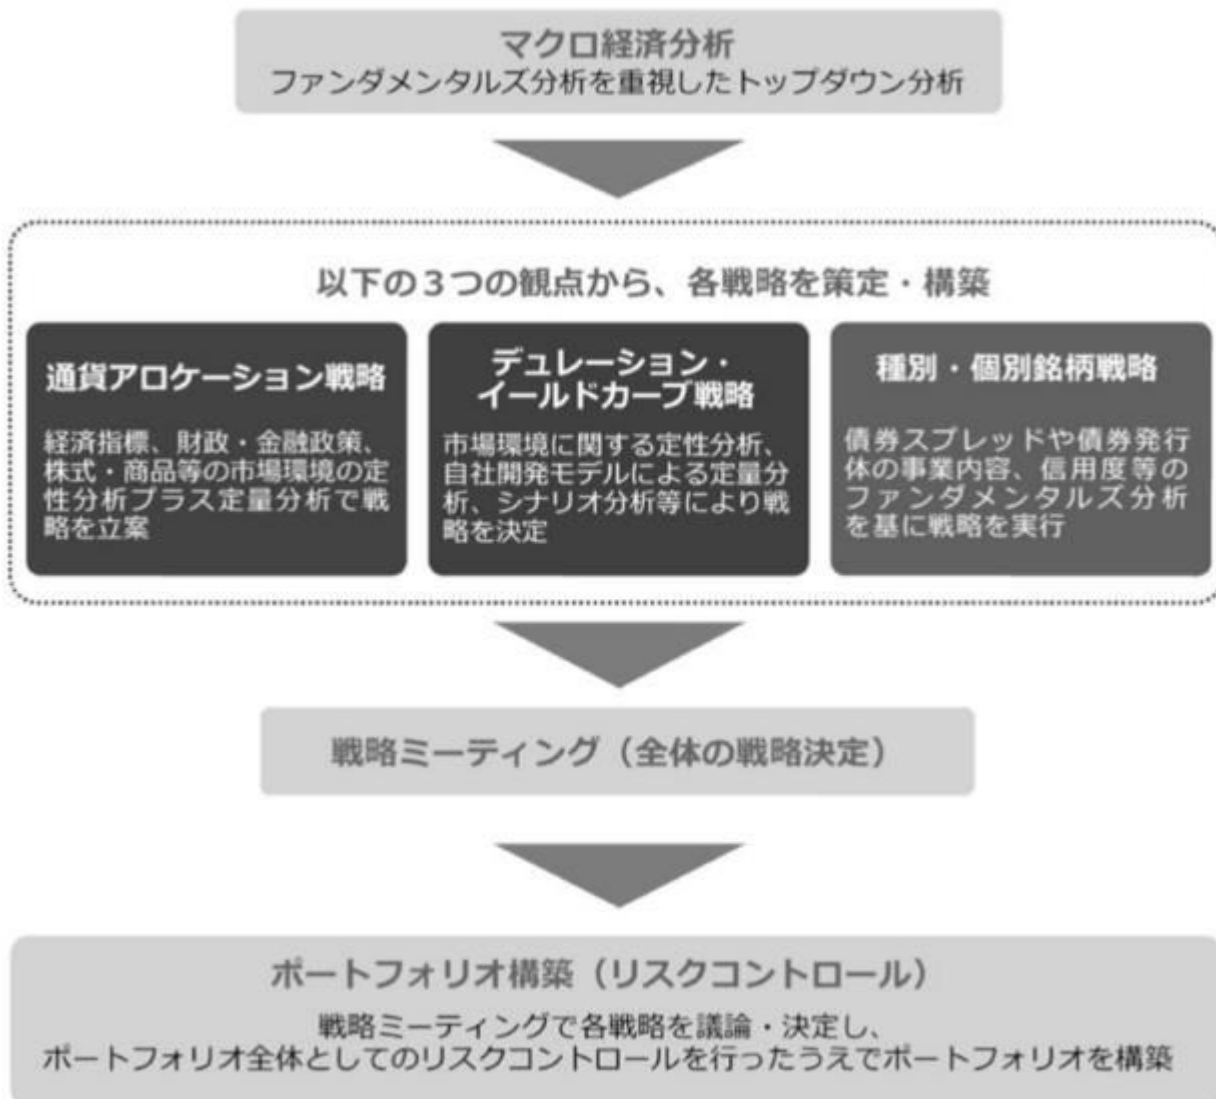 マクロ経済分析
ファンダメンタルズ分析を重視したトップダウン分析
以下の３つの観点から、各戦略を策定・構築
通貨アロケーション戦略
経済指標、財政・金融政策、
株式・商品等の市場環境の定
性分析プラス定量分析で戦
略を立案
デュレーション・
イールドカーブ戦略
市場環境に関する定性分析、
自社開発モデルによる定量分
析、シナリオ分析等により戦
略を決定
種別・個別銘柄戦略
債券スプレッドや債券発行
体の事業内容、信用度等の
ファンダメンタルズ分析
を基に戦略を実行
戦略ミーティング（全体の戦略決定）
ポートフォリオ構築（リスクコントロール）
戦略ミーティングで各戦略を議論・決定し、
ポートフォリオ全体としてのリスクコントロールを行ったうえでポートフォリオを構築